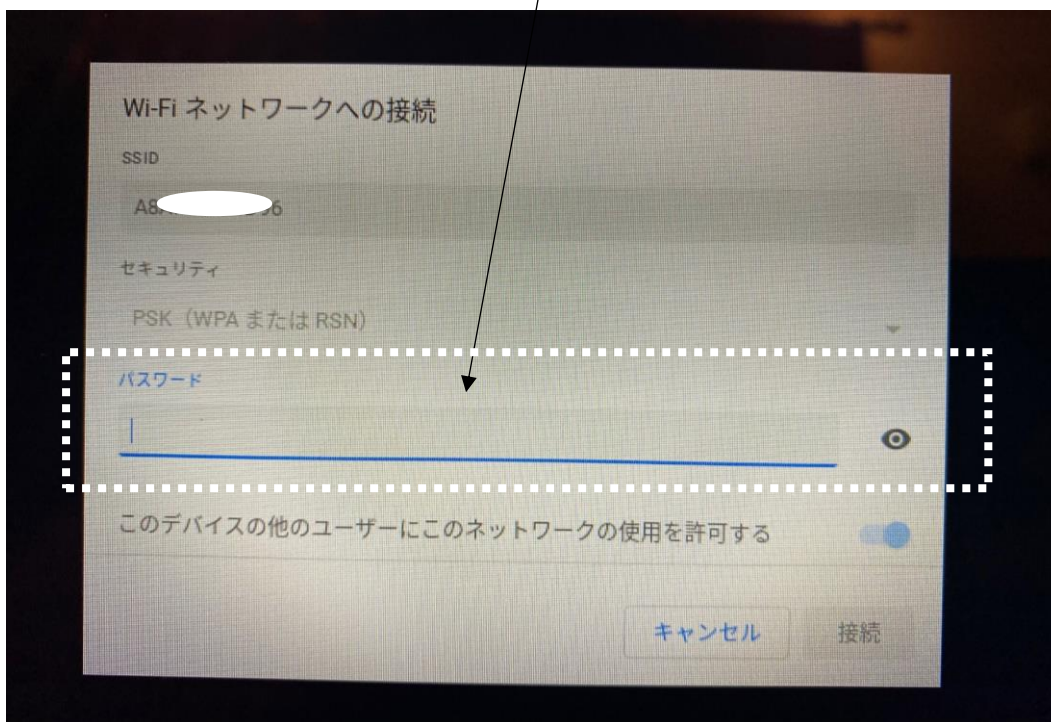 Wi-Fi ネットワークへの接続
SSID
セキュリティ
PSK（WPA または RSN）
パスワード
このデバイスの他のユーザーにこのネットワークの使用を許可する
キャンセル 接続